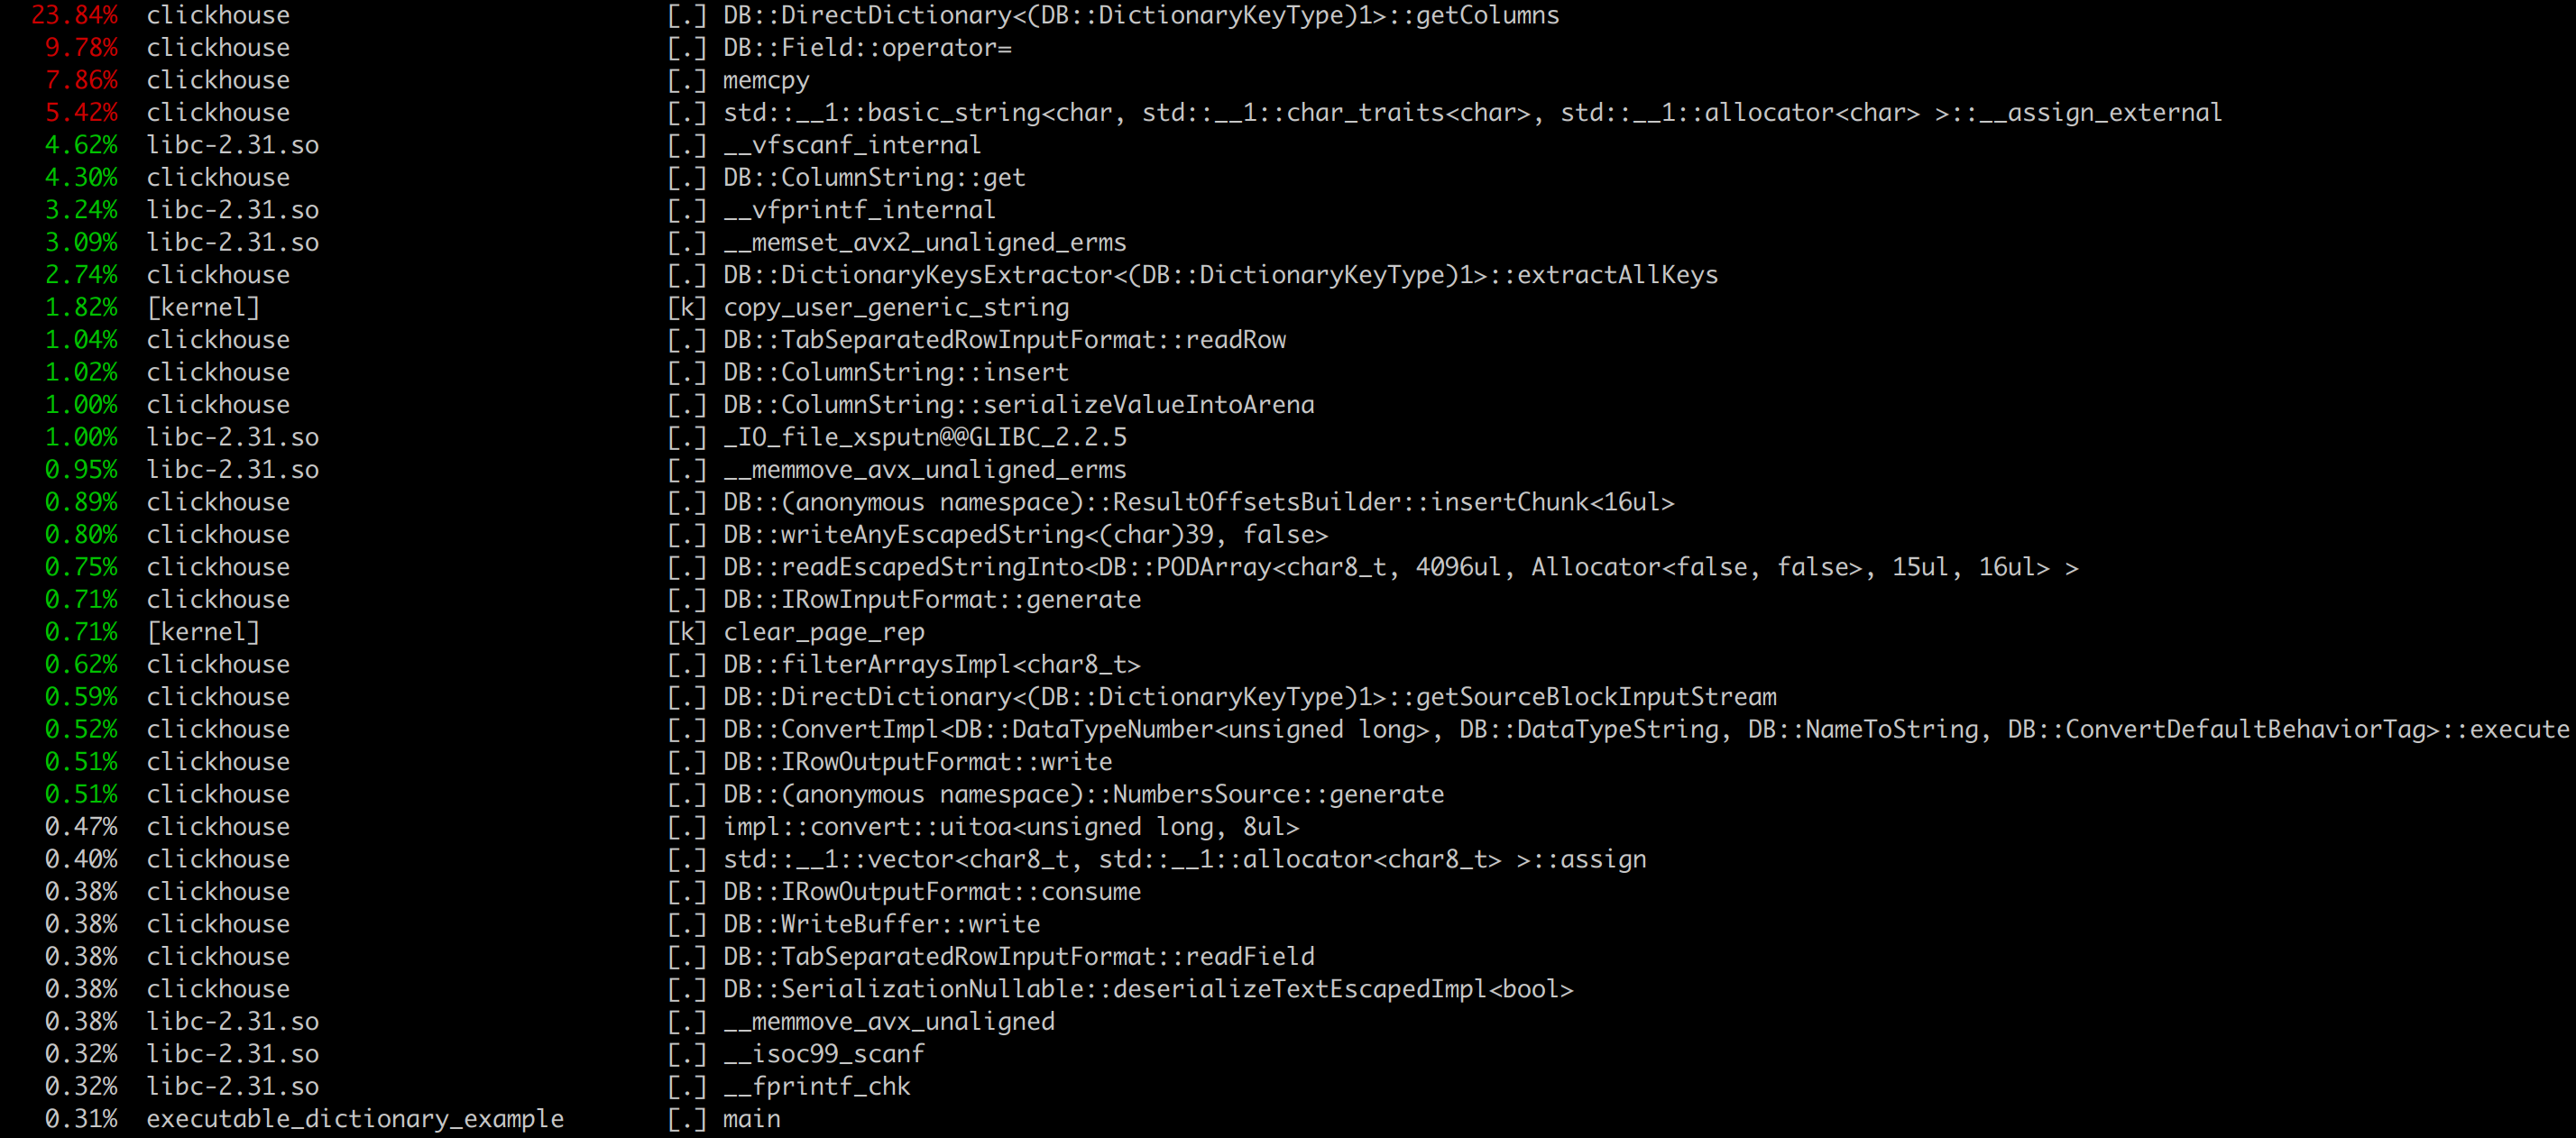 23.84% clickhouse [.] DB::DirectDictionary<(DB::DictionaryKeyType)1>::getColumns
9.78% clickhouse [.] DB::Field::operator=
7.86% clickhouse [.] memcpy
5.42% clickhouse [.] std::__1::basic_string<char, std::__1::char_traits<char>, std::__1::allocator<char> >::__assign_external
4.62% libc-2.31.so [.] __vfscanf_internal
4.30% clickhouse [.] DB::ColumnString::get
3.24% libc-2.31.so [.] __vfprintf_internal
3.09% libc-2.31.so [.] __memset_avx2_unaligned_erms
2.74% clickhouse [.] DB::DictionaryKeysExtractor<(DB::DictionaryKeyType)1>::extractAllKeys
1.82% [kernel] [k] copy_user_generic_string
1.04% clickhouse [.] DB::TabSeparatedRowInputFormat::readRow
1.02% clickhouse [.] DB::ColumnString::insert
1.00% clickhouse [.] DB::ColumnString::serializeValueIntoArena
1.00% libc-2.31.so [.] _IO_file_xsputn@@GLIBC_2.2.5
0.95% libc-2.31.so [.] __memmove_avx_unaligned_erms
0.89% clickhouse [.] DB::(anonymous namespace)::ResultOffsetsBuilder::insertChunk<16ul>
0.80% clickhouse [.] DB::writeAnyEscapedString<(char)39, false>
0.75% clickhouse [.] DB::readEscapedStringInto<DB::PODArray<char8_t, 4096ul, Allocator<false, false>, 15ul, 16ul> >
0.71% clickhouse [.] DB::IRowInputFormat::generate
0.71% [kernel] [k] clear_page_rep
0.62% clickhouse [.] DB::filterArraysImpl<char8_t>
0.59% clickhouse [.] DB::DirectDictionary<(DB::DictionaryKeyType)1>::getSourceBlockInputStream
0.52% clickhouse [.] DB::ConvertImpl<DB::DataTypeNumber<unsigned long>, DB::DataTypeString, DB::NameToString, DB::ConvertDefaultBehaviorTag>::execute
0.51% clickhouse [.] DB::IRowOutputFormat::write
0.51% clickhouse [.] DB::(anonymous namespace)::NumbersSource::generate
0.47% clickhouse [.] impl::convert::uitoa<unsigned long, 8ul>
0.40% clickhouse [.] std::__1::vector<char8_t, std::__1::allocator<char8_t> >::assign
0.38% clickhouse [.] DB::IRowOutputFormat::consume
0.38% clickhouse [.] DB::WriteBuffer::write
0.38% clickhouse [.] DB::TabSeparatedRowInputFormat::readField
0.38% clickhouse [.] DB::SerializationNullable::deserializeTextEscapedImpl<bool>
0.38% libc-2.31.so [.] __memmove_avx_unaligned
0.32% libc-2.31.so [.] __isoc99_scanf
0.32% libc-2.31.so [.] __fprintf_chk
0.31% executable_dictionary_example [.] main